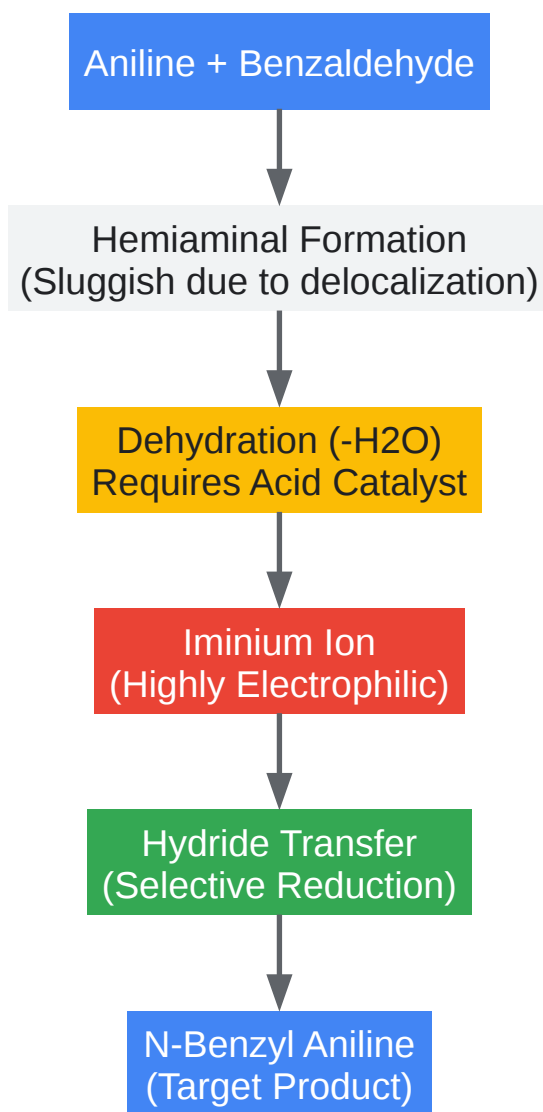 Aniline + Benzaldehyde
Hemiaminal Formation
(Sluggish due to delocalization)
Dehydration (-H2O)
Requires Acid Catalyst
Iminium Ion
(Highly Electrophilic)
Hydride Transfer
(Selective Reduction)
N-Benzyl Aniline
(Target Product)